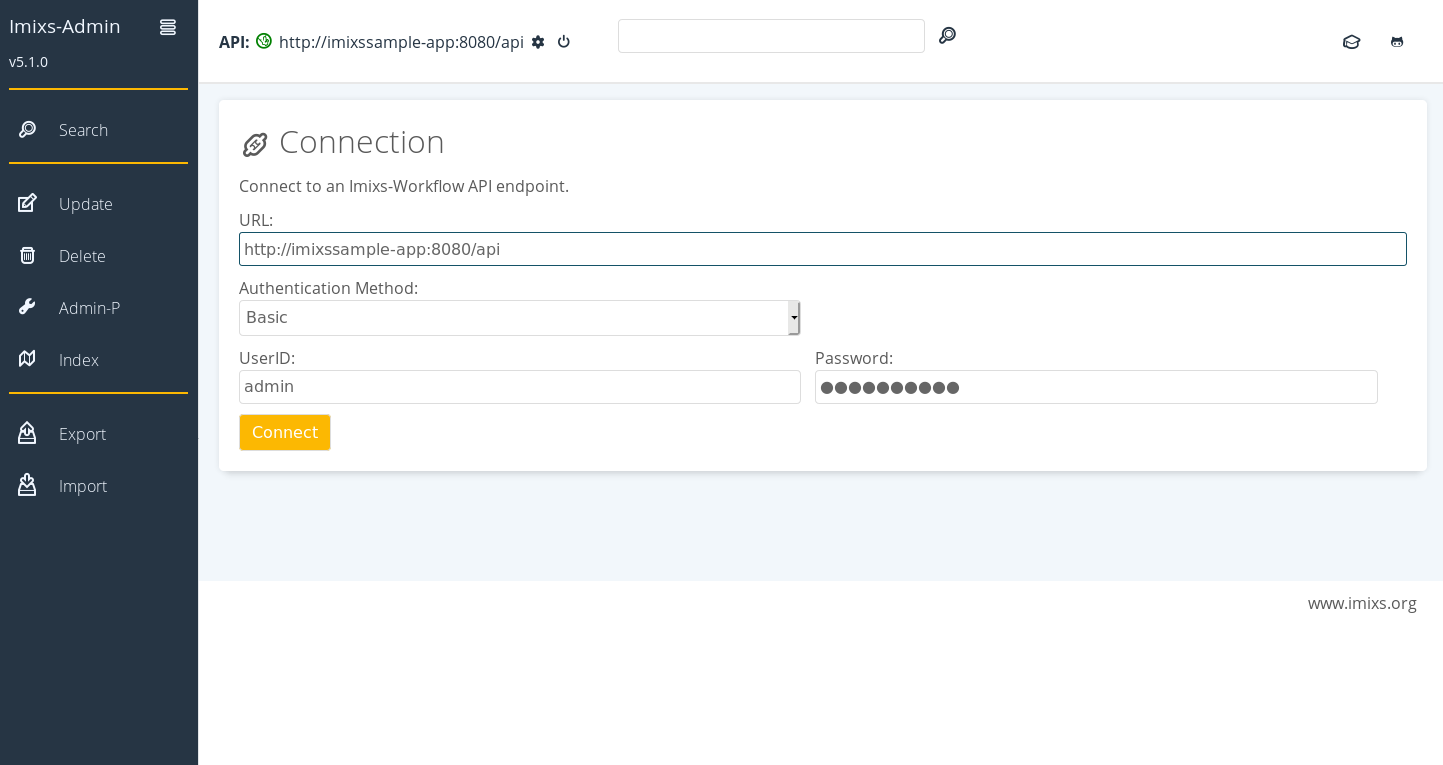 Imixs-Admin
v5.1.0
Search
Update
Delete
Admin-P
Index
Export
Import
API: http://imixssample-app:8080/api
Connection
Connect to an Imixs-Workflow API endpoint.
URL:
http://imixssample-app:8080/api
Authentication Method:
Basic
UserID: Password:
admin ●●●●●●●●●●
Connect
www.imixs.org